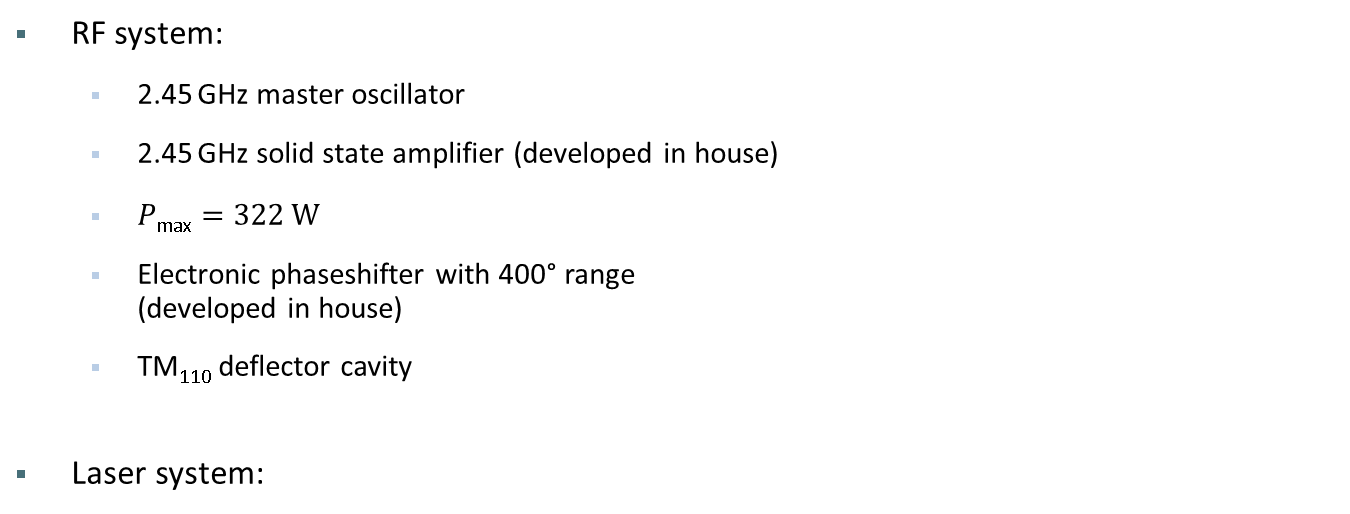 RF system:
2.45 GHz master oscillator
2.45 GHz solid state amplifier (developed in house)
P_max = 322 W
Electronic phaseshifter with 400° range
(developed in house)
TM₁₁₀ deflector cavity
Laser system: